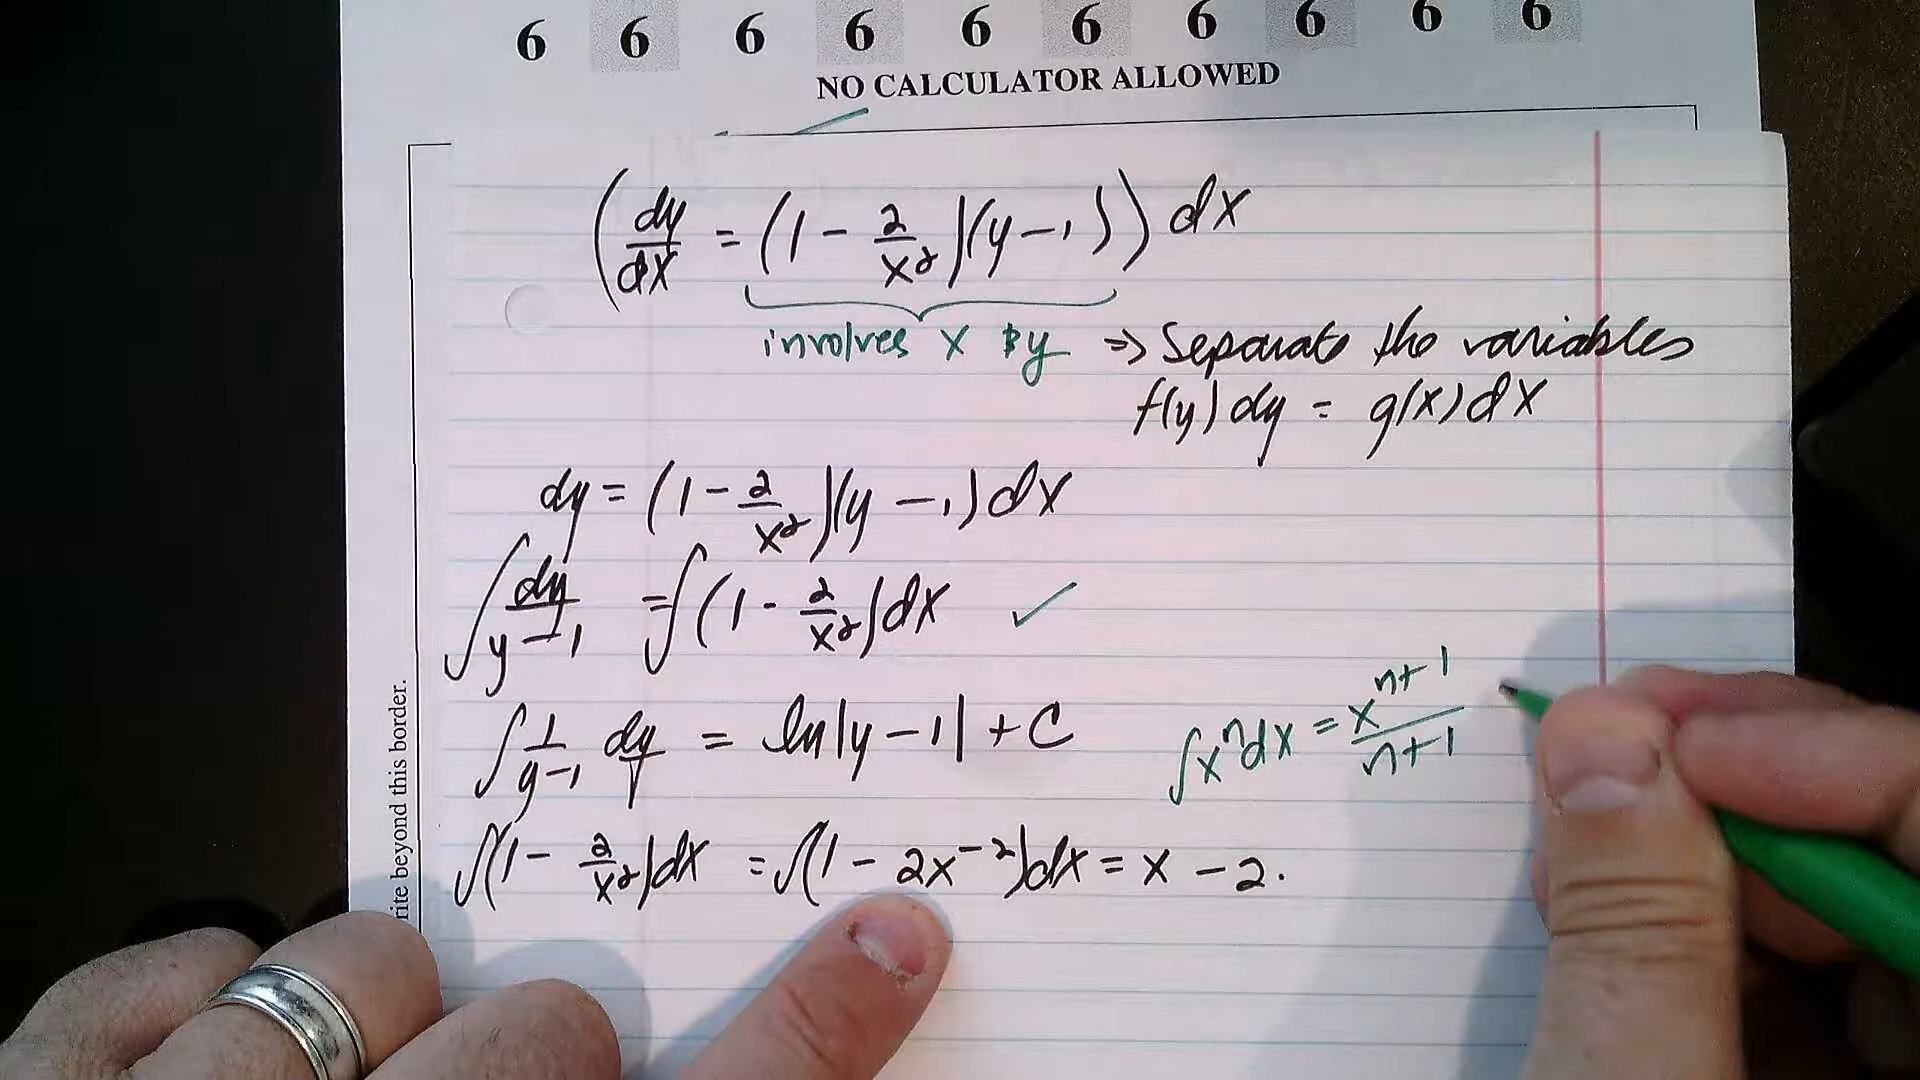 6 6 6 6 6 6 6 6 6 6
NO CALCULATOR ALLOWED
(dy/dx = (1 - 2/x²)(y-1)) dx
involves x & y => Separate the variables
f(y) dy = g(x) dx
dy = (1 - 2/x²)(y - 1) dx
∫ dy/(y-1) = ∫ (1 - 2/x²) dx ✓
∫ 1/(y-1) dy/1 = ln|y-1| + C
∫xⁿdx = xⁿ⁺¹/(n+1)
∫(1 - 2/x²)dx = ∫(1 - 2x⁻²)dx = x - 2.
rite beyond this border.